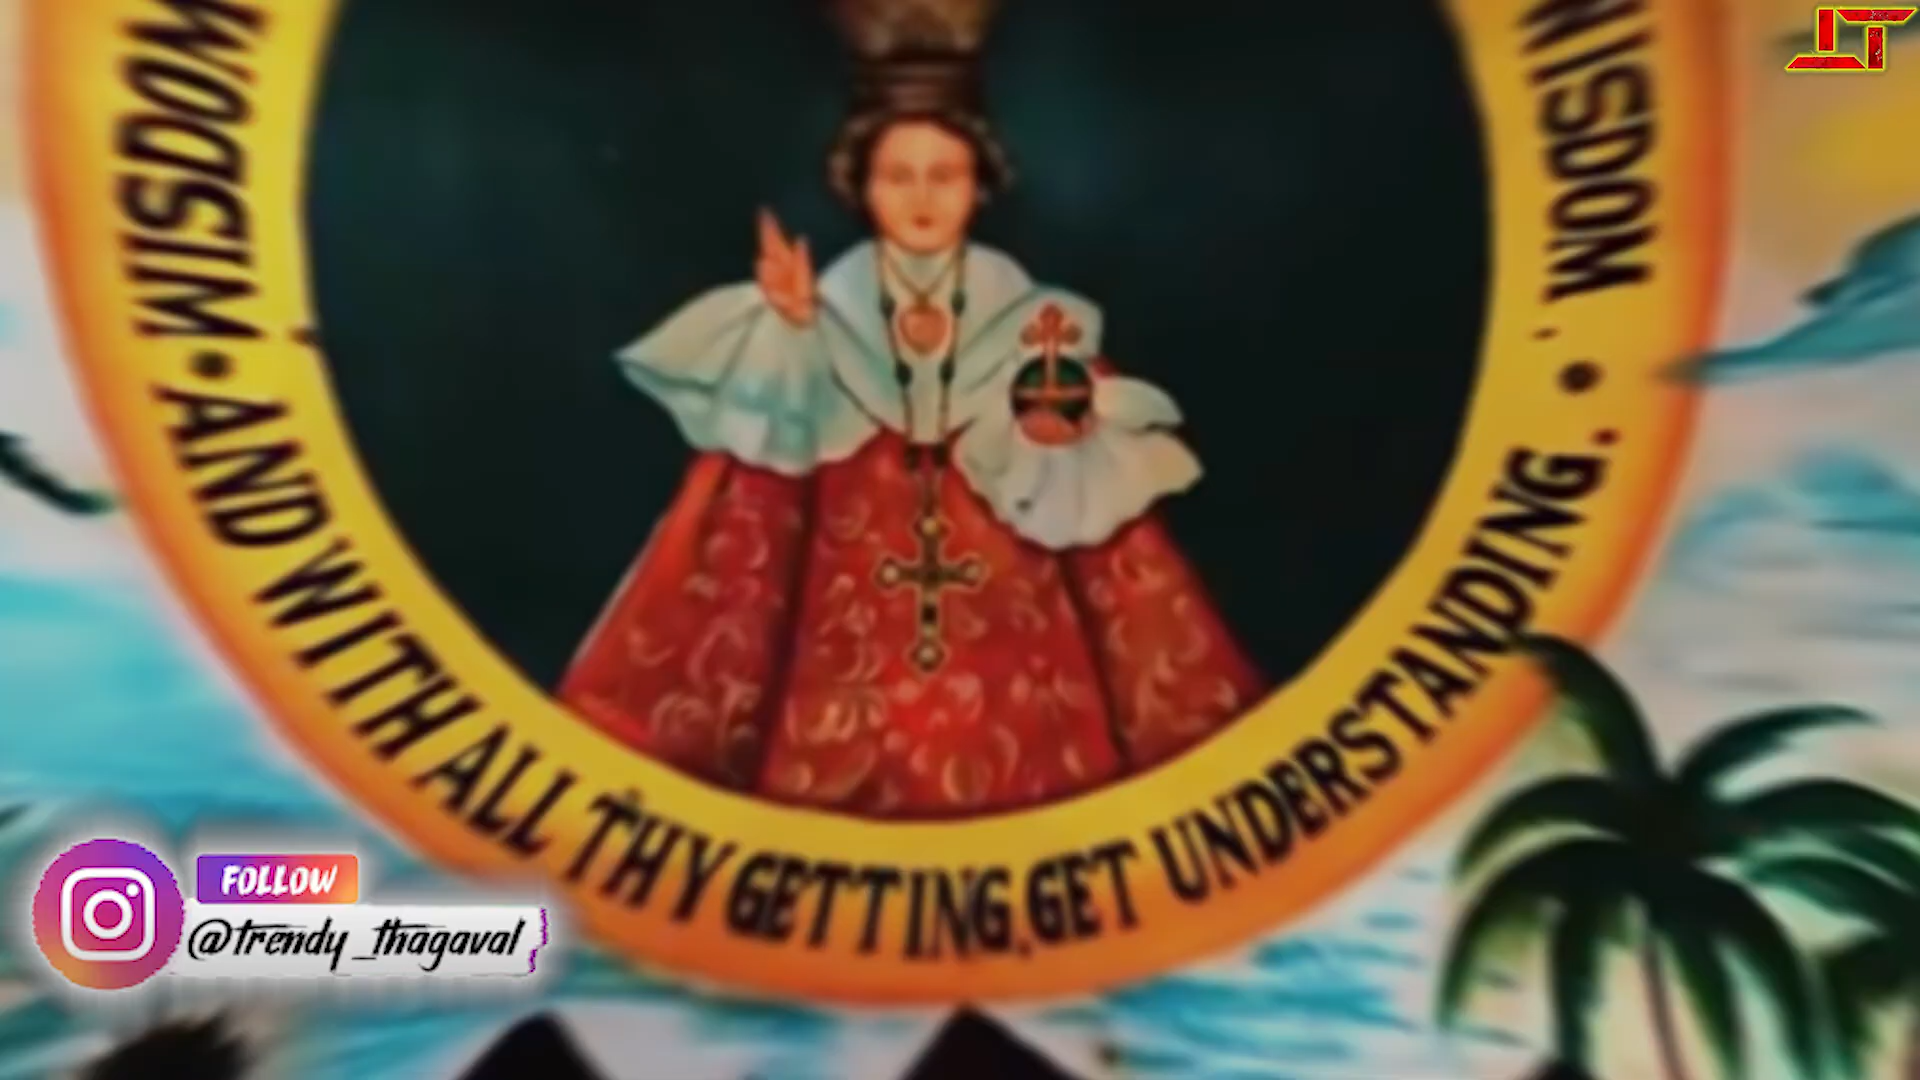 WISDOM • AND WITH ALL THY GETTING, GET UNDERSTANDING. •
WISDOM
FOLLOW
@trendy_thagaval